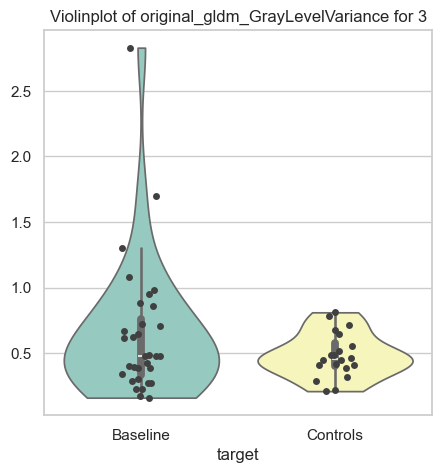 Violinplot of original_gldm_GrayLevelVariance for 3
2.5
2.0
1.5
1.0
0.5
Baseline Controls
target